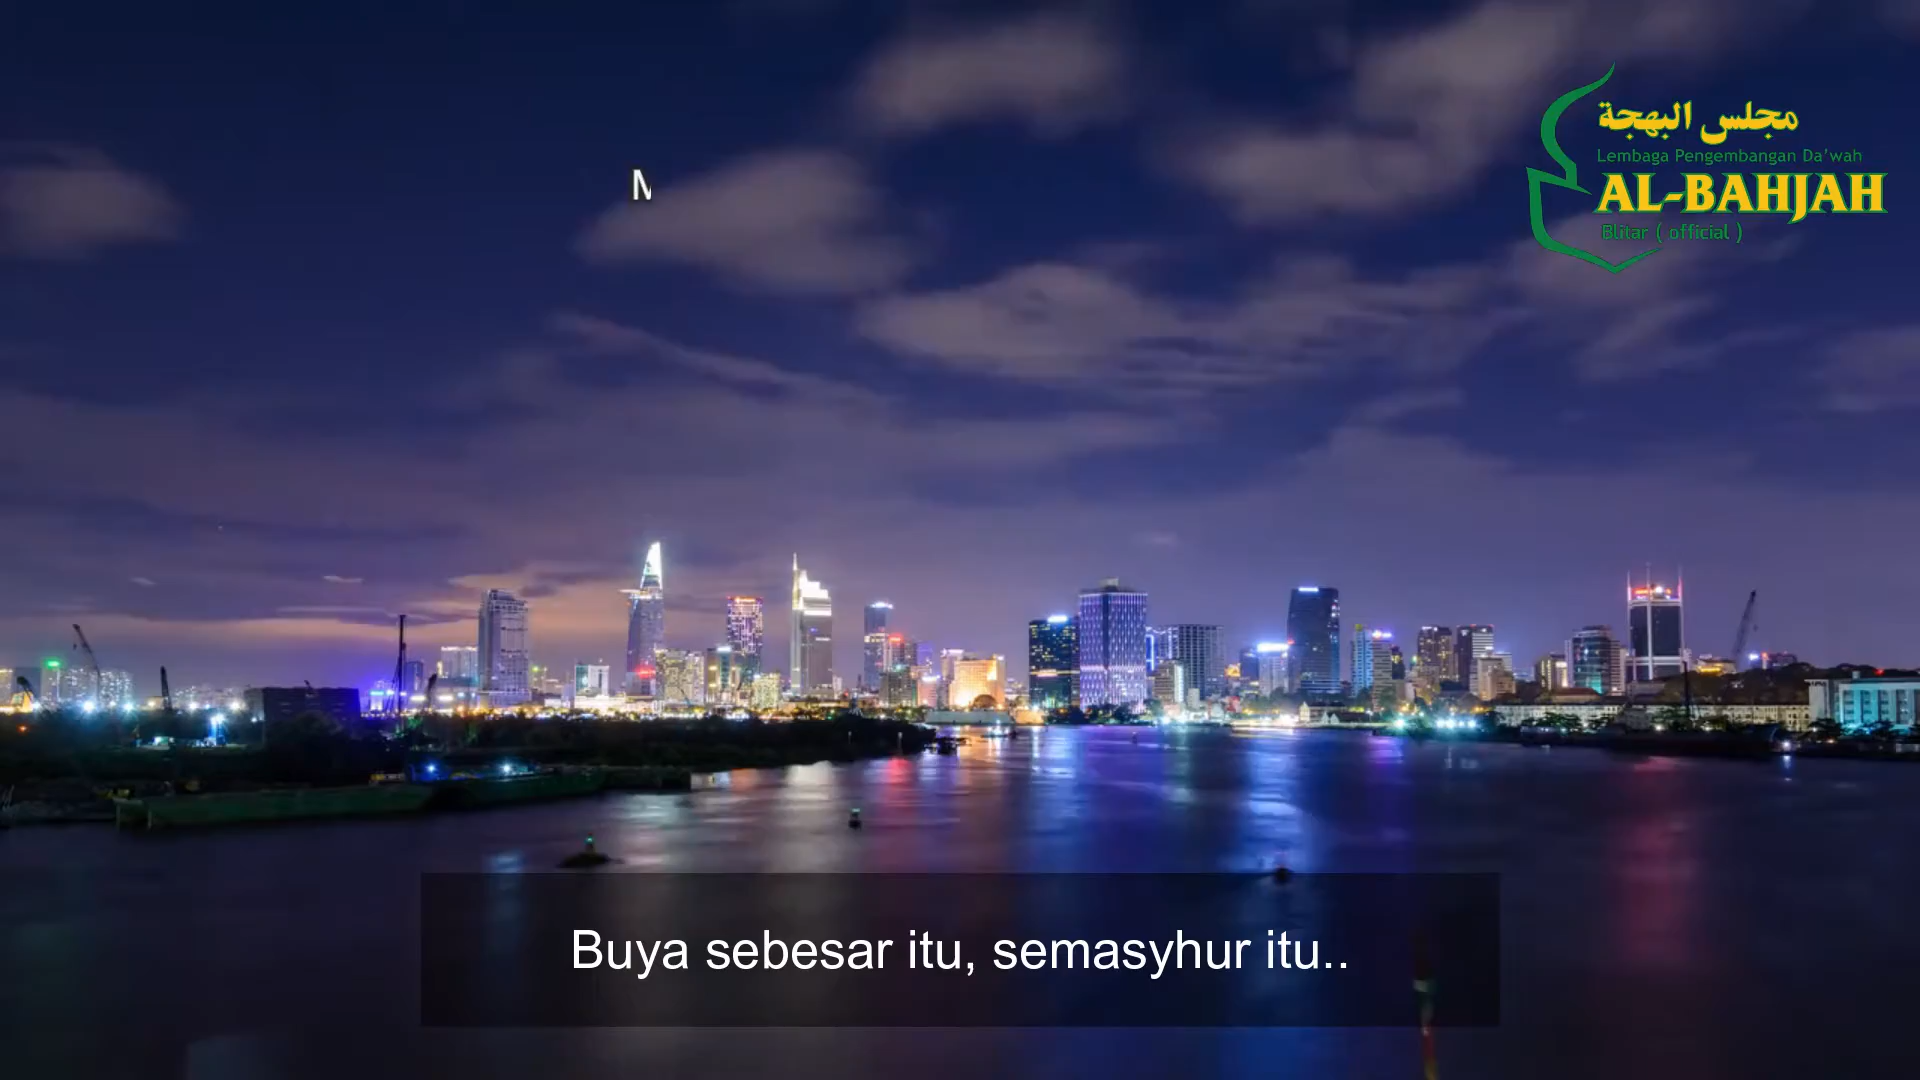 مجلس البهجة
Lembaga Pengembangan Da'wah
AL-BAHJAH
Blitar ( official )
M
Buya sebesar itu, semasyhur itu..